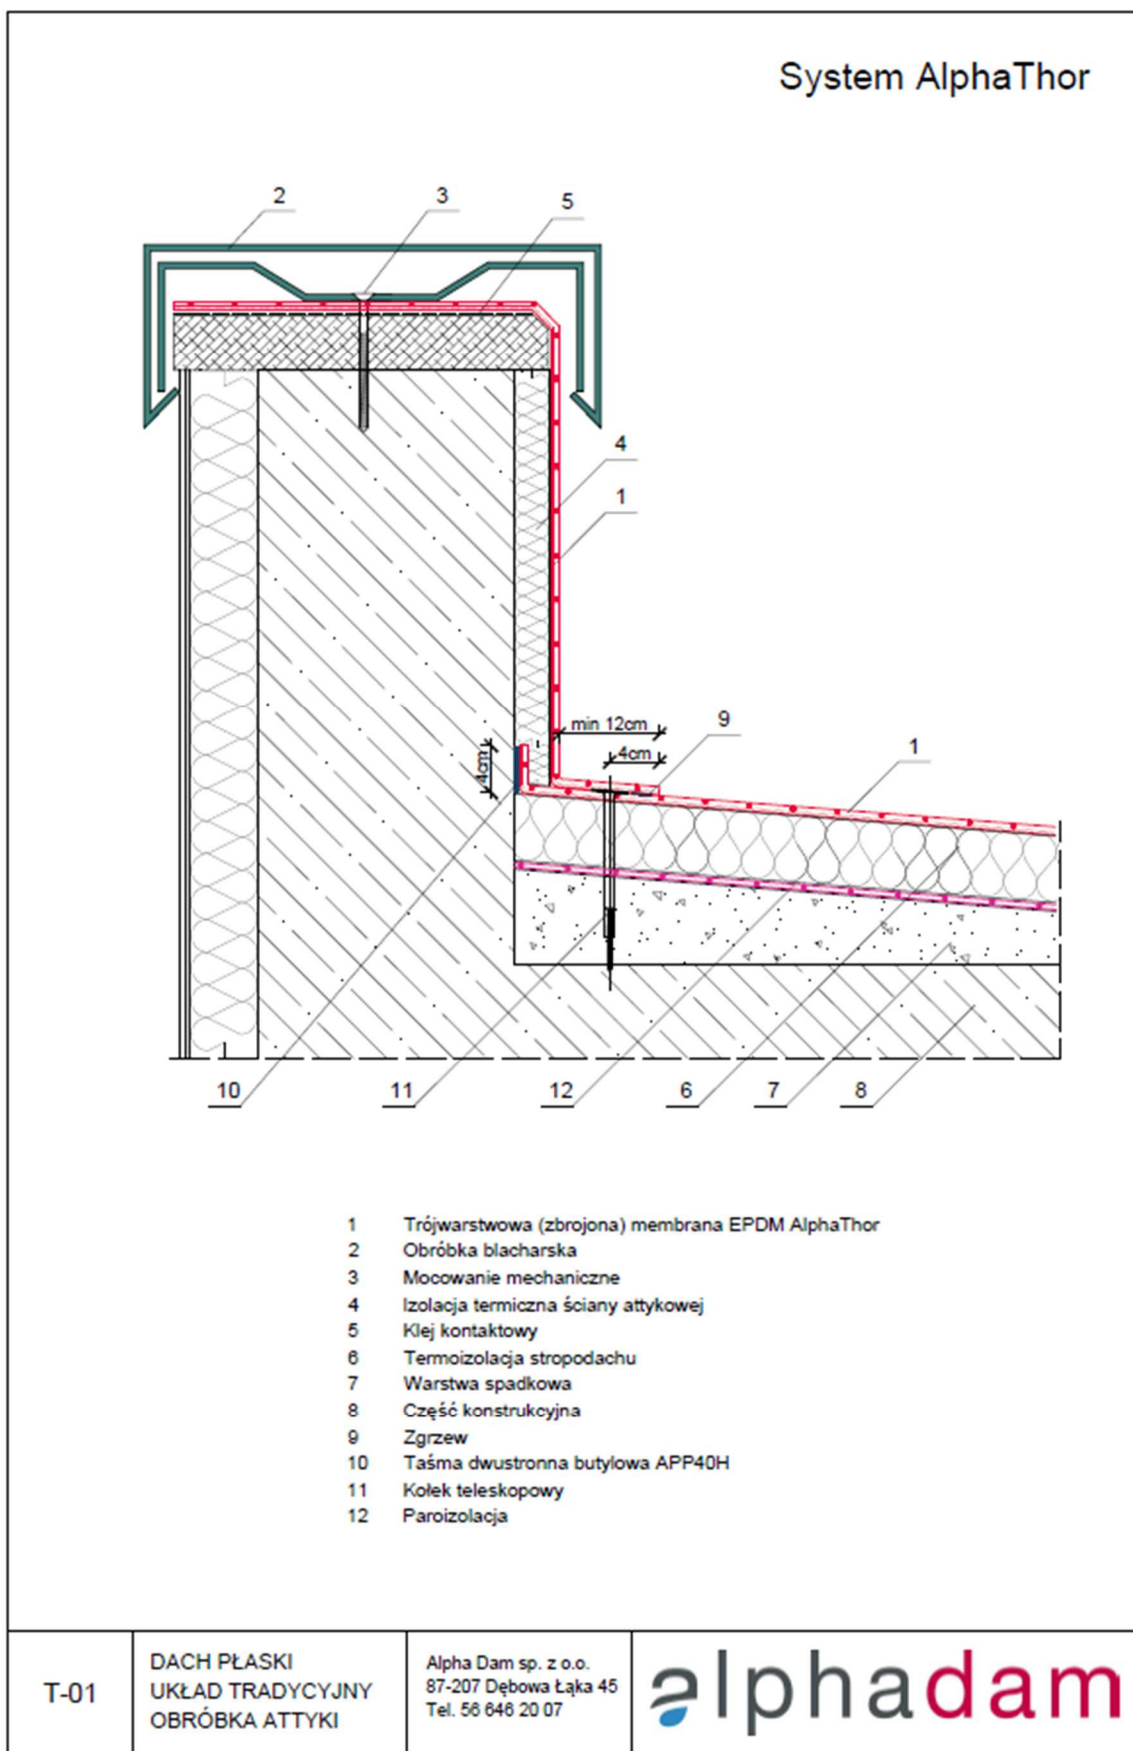 System AlphaThor
2
3
5
4
1
min 12cm
9
4cm
1
4cm
10
11
12
6
7
8
1 Trójwarstwowa (zbrojona) membrana EPDM AlphaThor
2 Obróbka blacharska
3 Mocowanie mechaniczne
4 Izolacja termiczna ściany attykowej
5 Klej kontaktowy
6 Termoizolacja stropodachu
7 Warstwa spadkowa
8 Część konstrukcyjna
9 Zgrzew
10 Taśma dwustronna butylowa APP40H
11 Kołek teleskopowy
12 Paroizolacja
T-01
DACH PŁASKI
UKŁAD TRADYCYJNY
OBRÓBKA ATTYKI
Alpha Dam sp. z o.o.
87-207 Dębowa Łąka 45
Tel. 56 646 20 07
alphadam